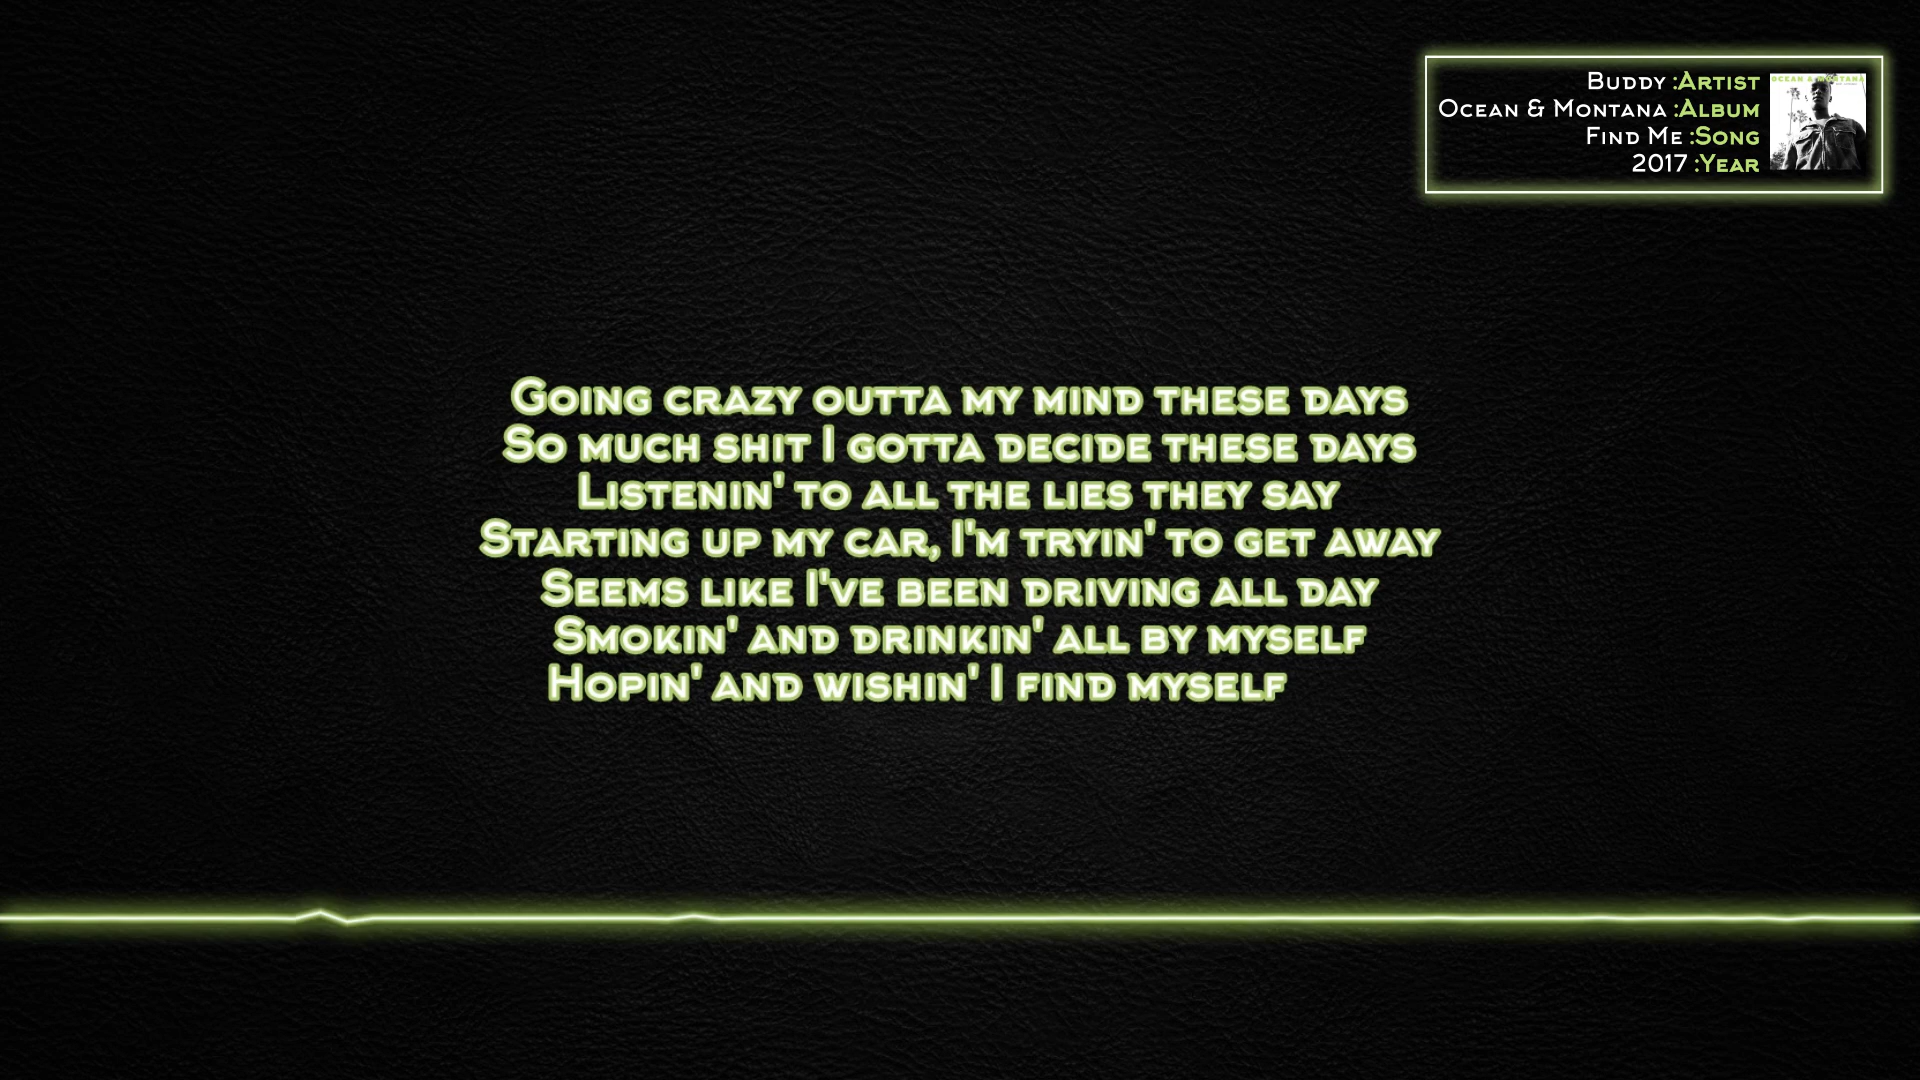 Buddy :Artist
Ocean & Montana :Album
Find Me :Song
2017 :Year
OCEAN & MONTANA
Going crazy outta my mind these days
So much shit I gotta decide these days
Listenin' to all the lies they say
Starting up my car, I'm tryin' to get away
Seems like I've been driving all day
Smokin' and drinkin' all by myself
Hopin' and wishin' I find myself